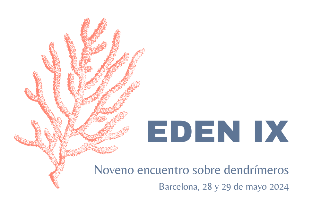 EDEN IX
Noveno encuentro sobre dendrímeros
Barcelona, 28 y 29 de mayo 2024